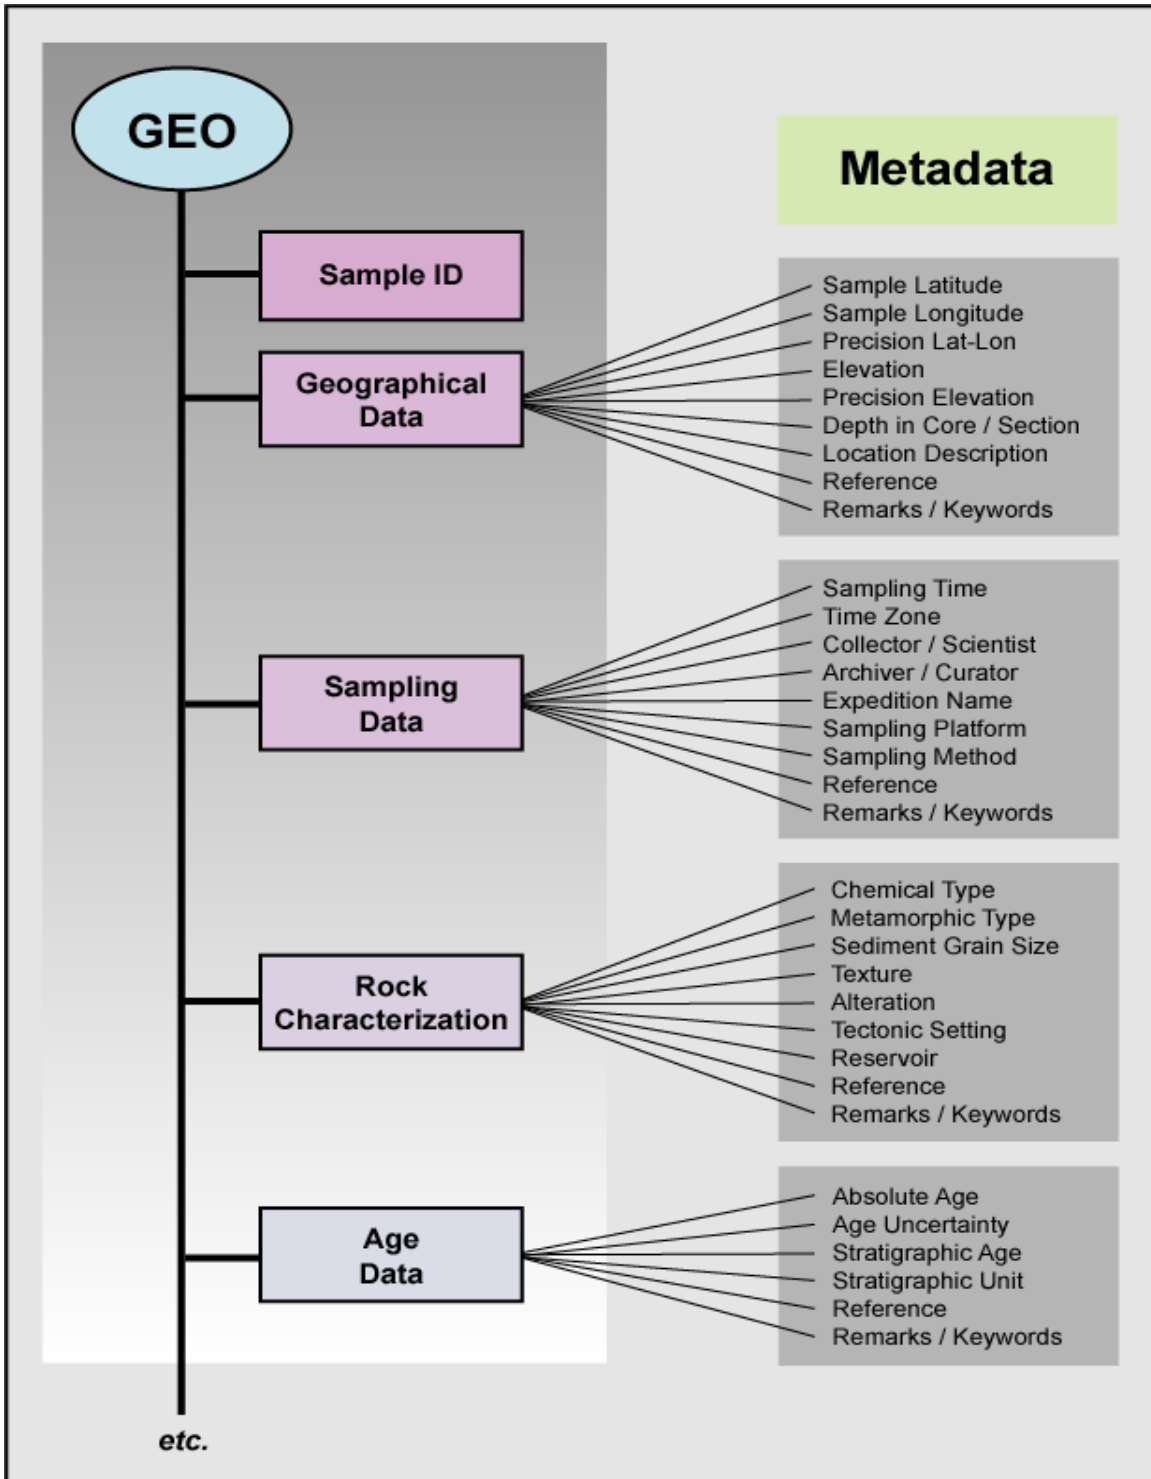 GEO
Metadata
Sample ID
Geographical
Data
Sample Latitude
Sample Longitude
Precision Lat-Lon
Elevation
Precision Elevation
Depth in Core / Section
Location Description
Reference
Remarks / Keywords
Sampling
Data
Sampling Time
Time Zone
Collector / Scientist
Archiver / Curator
Expedition Name
Sampling Platform
Sampling Method
Reference
Remarks / Keywords
Rock
Characterization
Chemical Type
Metamorphic Type
Sediment Grain Size
Texture
Alteration
Tectonic Setting
Reservoir
Reference
Remarks / Keywords
Age
Data
Absolute Age
Age Uncertainty
Stratigraphic Age
Stratigraphic Unit
Reference
Remarks / Keywords
etc.